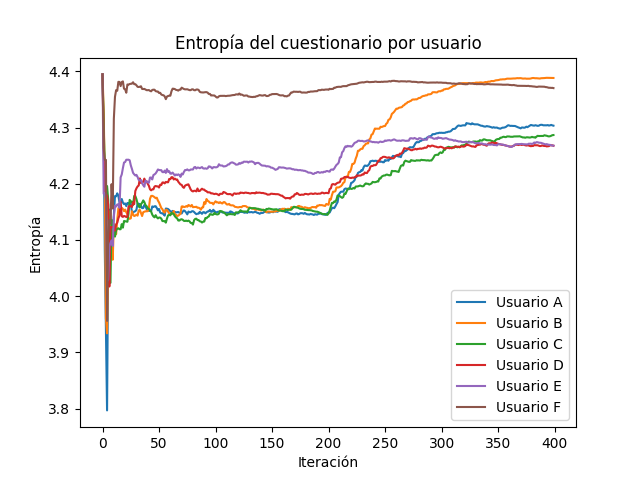 Entropía del cuestionario por usuario
Entropía
4.4
4.3
4.2
4.1
4.0
3.9
3.8
0 50 100 150 200 250 300 350 400
Iteración
Usuario A
Usuario B
Usuario C
Usuario D
Usuario E
Usuario F